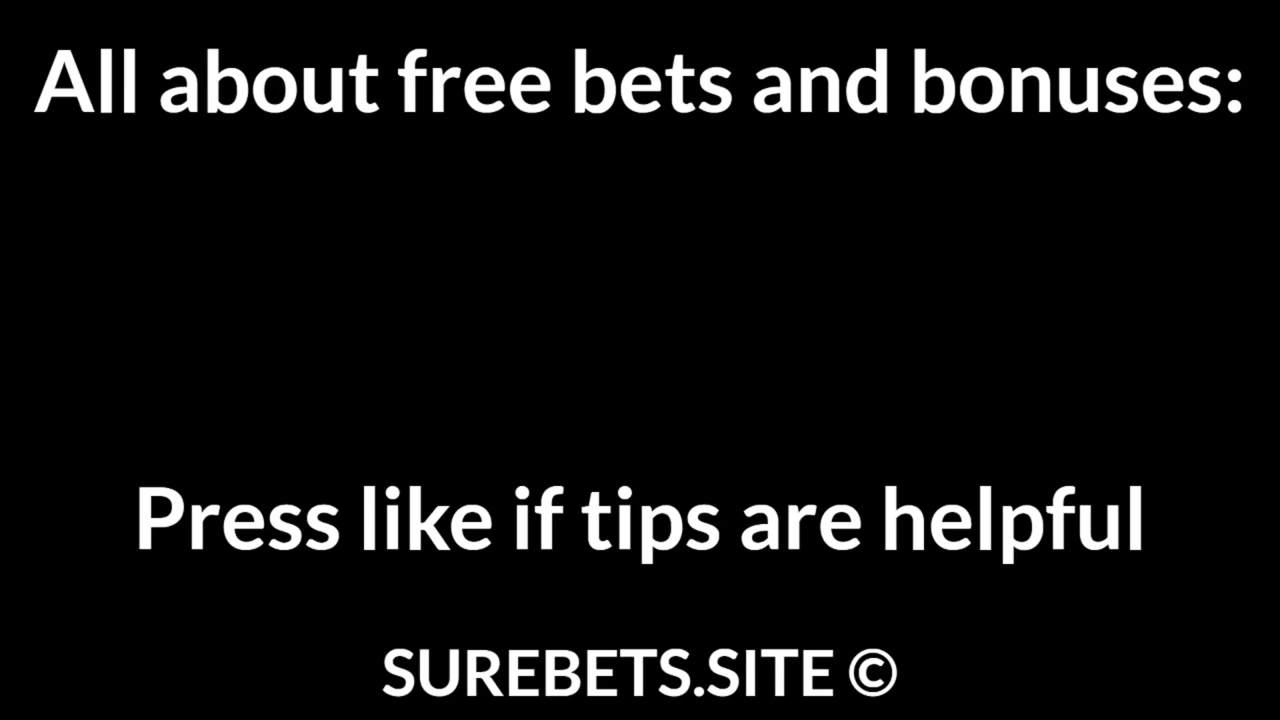 All about free bets and bonuses:
Press like if tips are helpful
SUREBETS.SITE ©